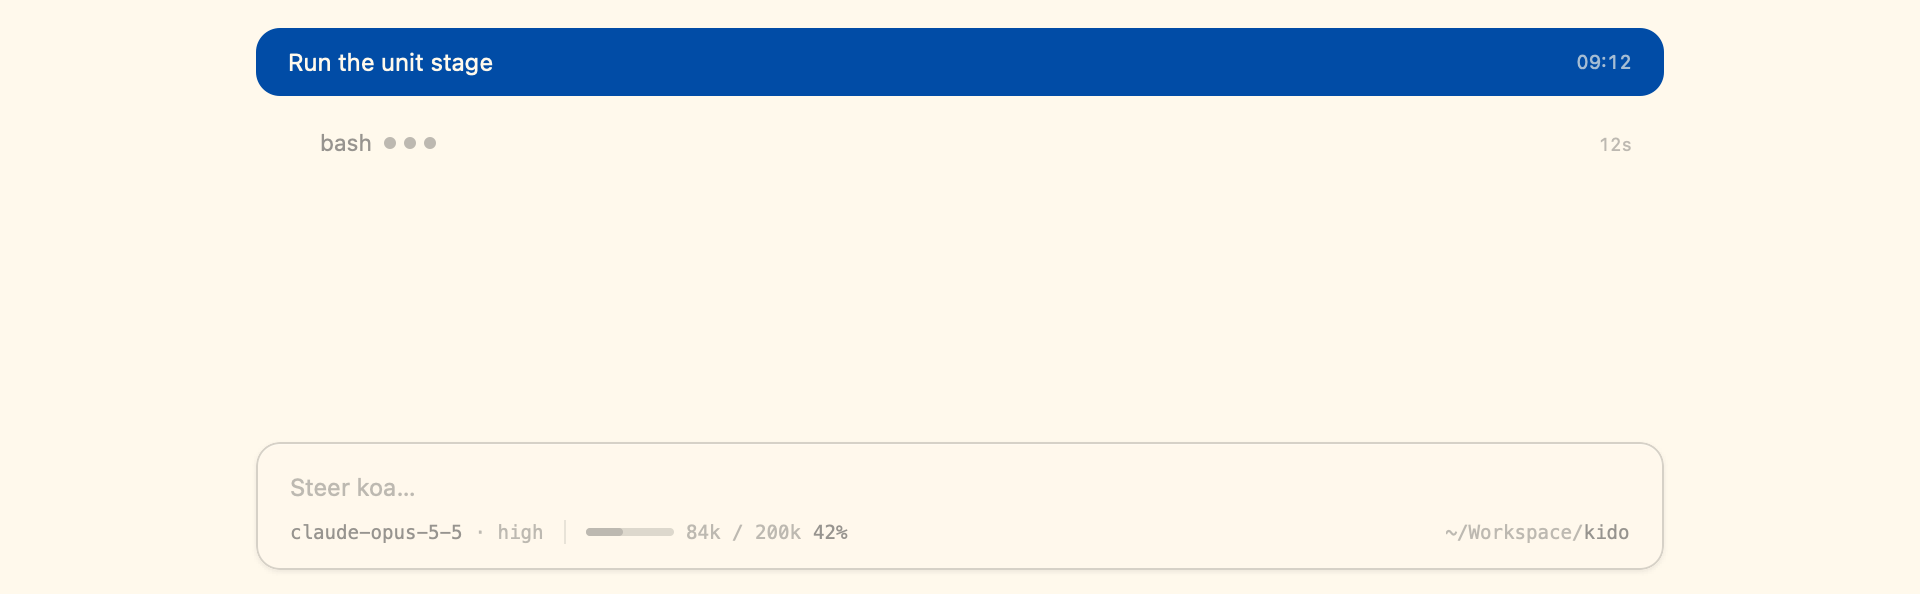 Run the unit stage 09:12
bash 12s
Steer koa...
claude-opus-5-5 · high 84k / 200k 42% ~/Workspace/kido